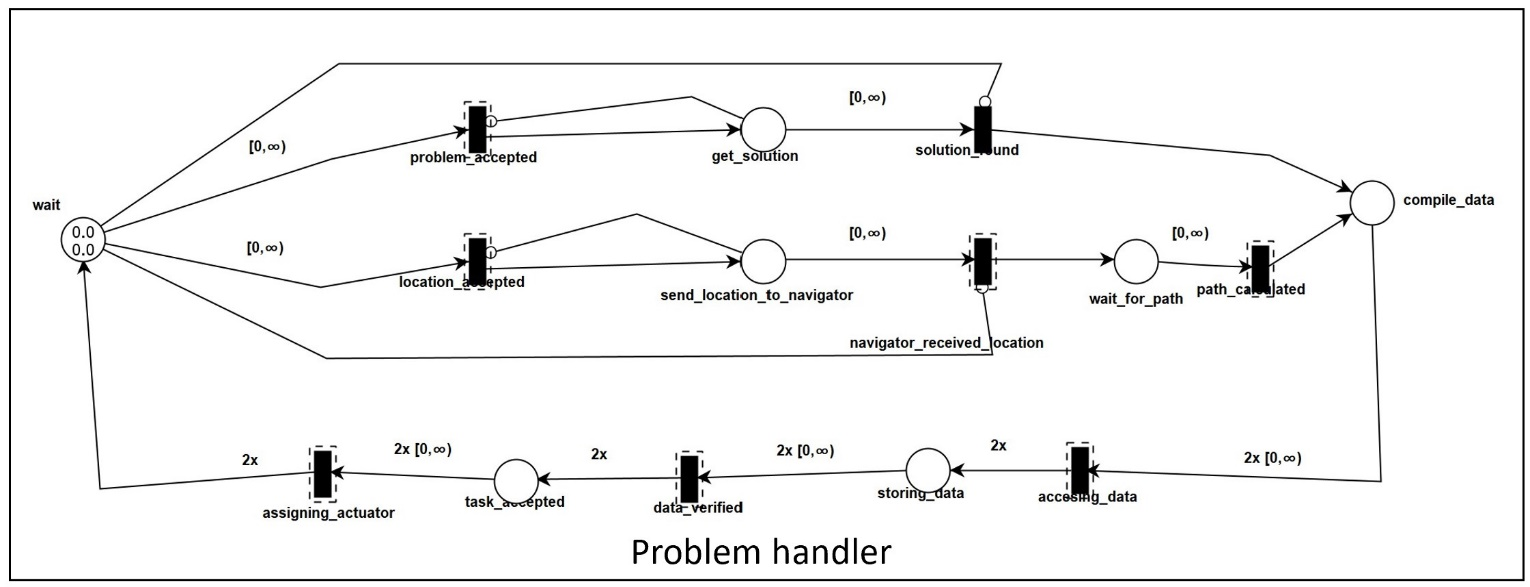 [0,∞)
[0,∞)
problem_accepted
get_solution
solution_found
wait
compile_data
0.0
0.0
[0,∞)
[0,∞)
[0,∞)
location_accepted
send_location_to_navigator
wait_for_path
path_calculated
navigator_received_location
2x
2x [0,∞)
2x
2x [0,∞)
2x
2x [0,∞)
assigning_actuator
task_accepted
data_verified
storing_data
accesing_data
Problem handler